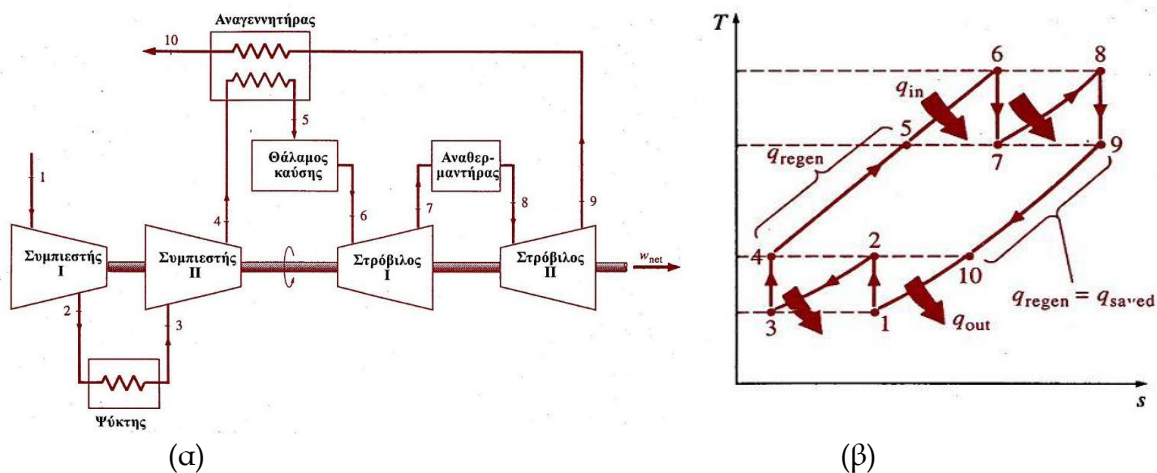 Αναγεννητήρας
10
5
Θάλαμος
καύσης
Αναθερ-
μαντήρας
1
4
6
7
8
9
Συμπιεστής
I
Συμπιεστής
II
Στρόβιλος
I
Στρόβιλος
II
w_net
2
3
Ψύκτης
(α)
T
6
8
q_in
5
7
9
q_regen
4
2
10
q_regen = q_saved
3
1
q_out
s
(β)